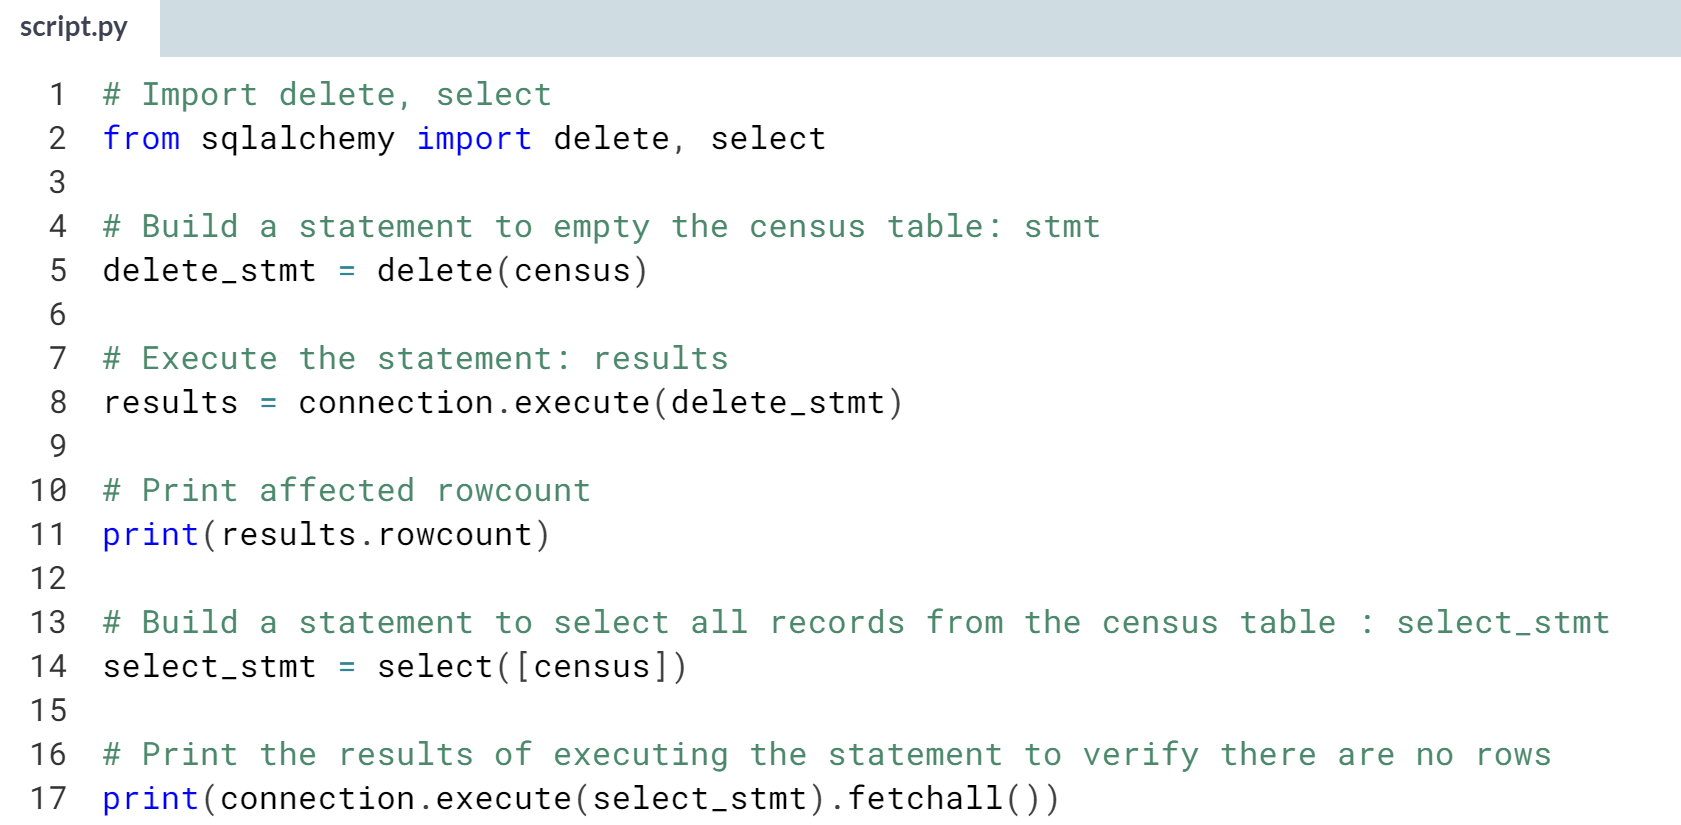 script.py
1 # Import delete, select
2 from sqlalchemy import delete, select
3
4 # Build a statement to empty the census table: stmt
5 delete_stmt = delete(census)
6
7 # Execute the statement: results
8 results = connection.execute(delete_stmt)
9
10 # Print affected rowcount
11 print(results.rowcount)
12
13 # Build a statement to select all records from the census table : select_stmt
14 select_stmt = select([census])
15
16 # Print the results of executing the statement to verify there are no rows
17 print(connection.execute(select_stmt).fetchall())